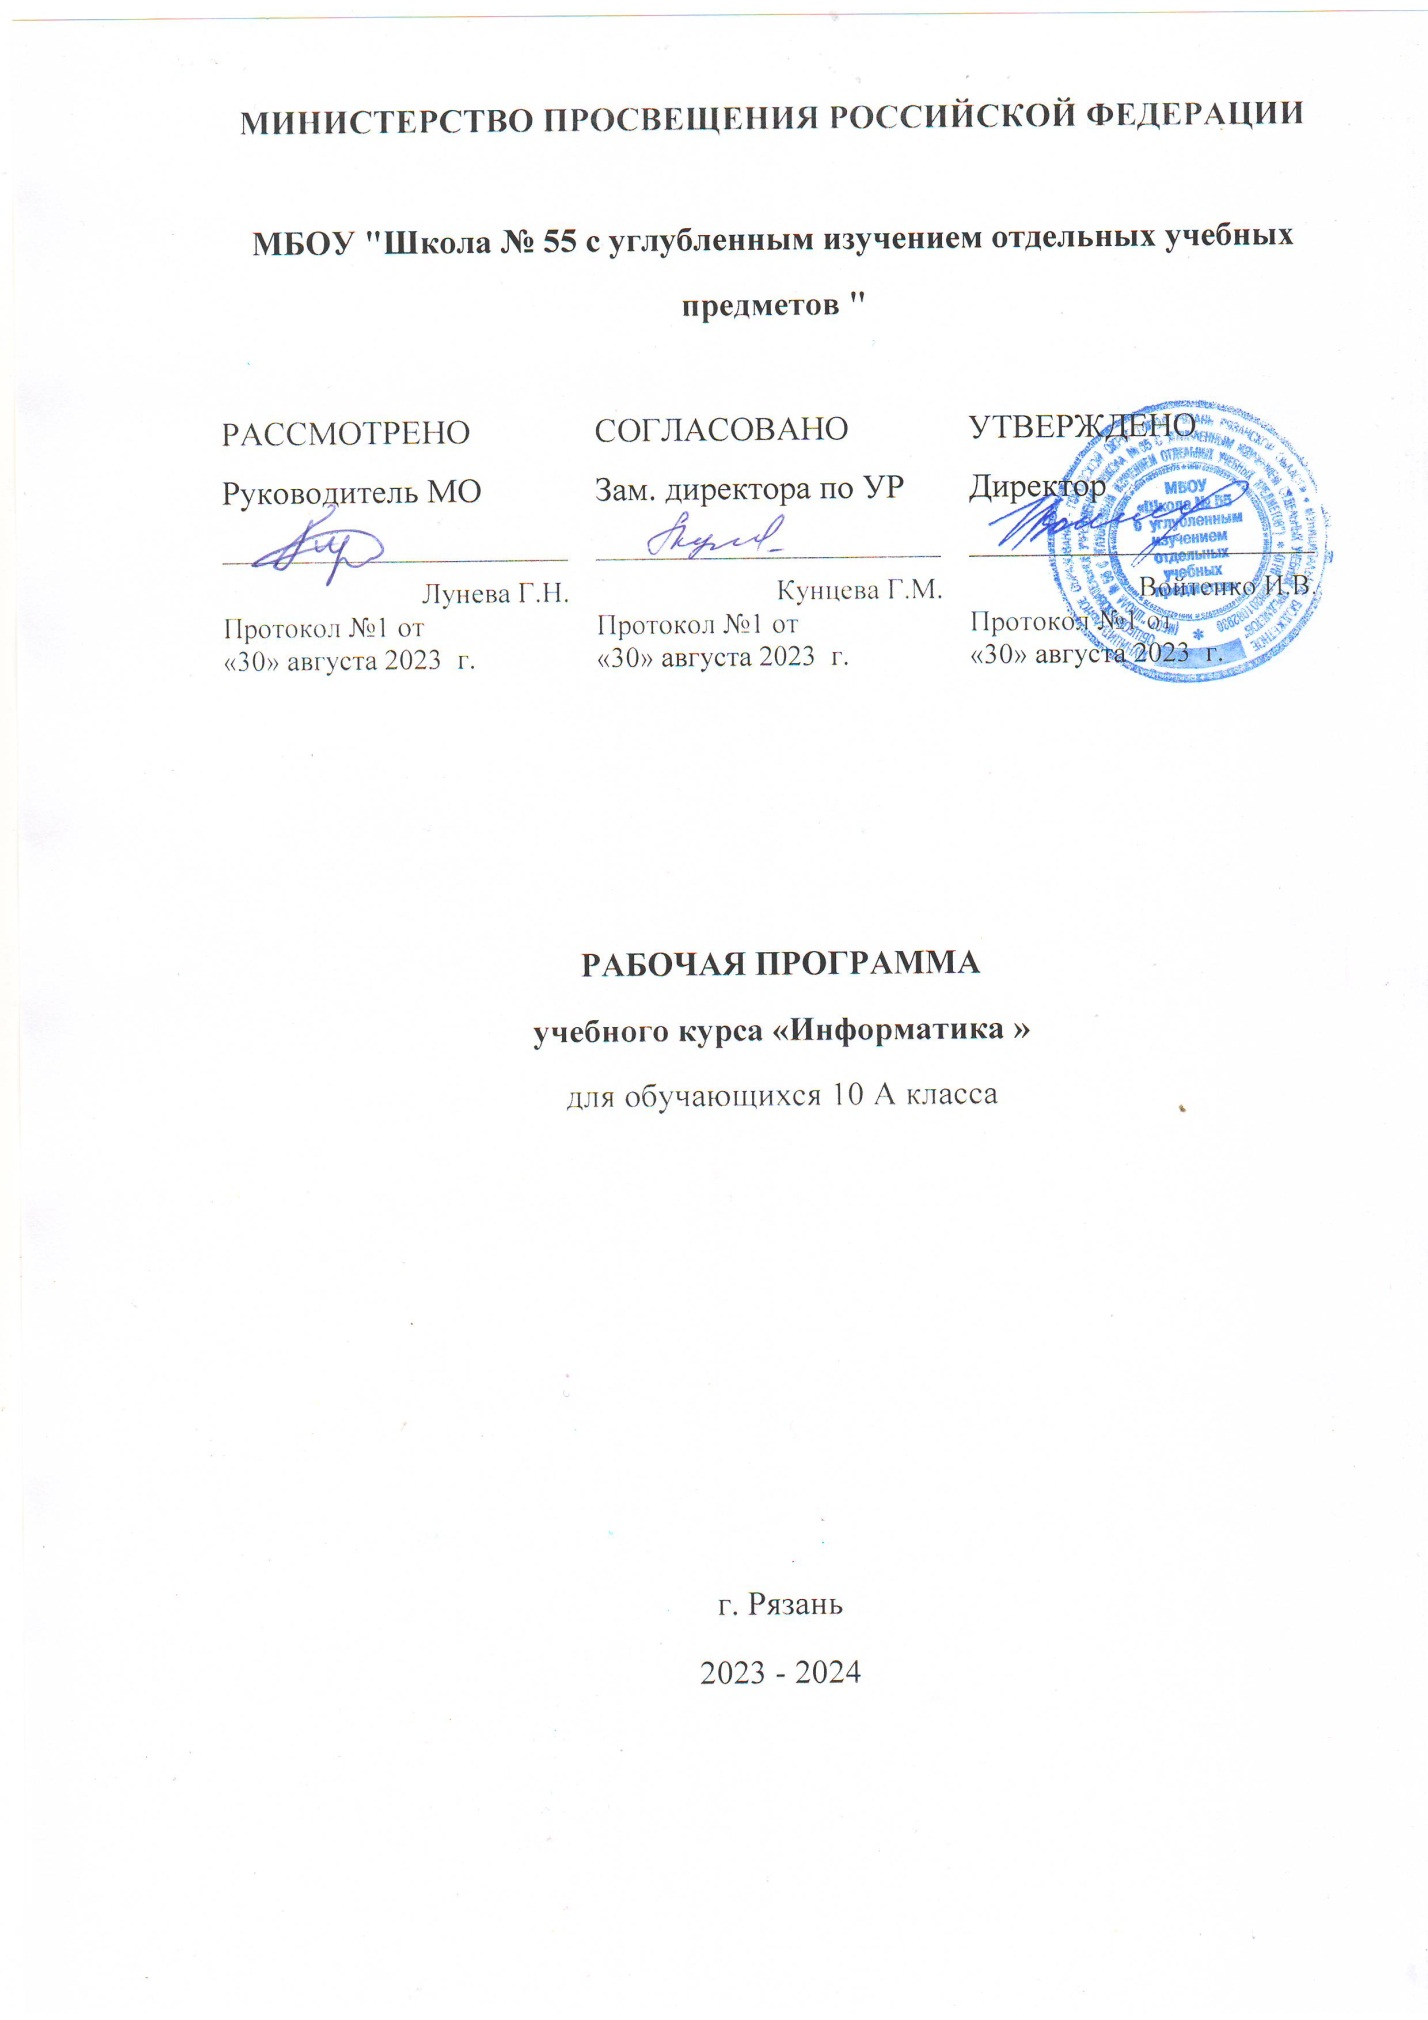 МИНИСТЕРСТВО ПРОСВЕЩЕНИЯ РОССИЙСКОЙ ФЕДЕРАЦИИ
МБОУ "Школа № 55 с углубленным изучением отдельных учебных
предметов "
РАССМОТРЕНО
Руководитель МО
Лунева Г.Н.
Протокол №1 от
«30» августа 2023 г.
СОГЛАСОВАНО
Зам. директора по УР
Кунцева Г.М.
Протокол №1 от
«30» августа 2023 г.
УТВЕРЖДЕНО
Директор
Войтенко И.В.
Протокол №1 от
«30» августа 2023 г.
МБОУ
«Школа № 55
с углубленным
изучением
отдельных
учебных
РАБОЧАЯ ПРОГРАММА
учебного курса «Информатика »
для обучающихся 10 А класса
г. Рязань
2023 - 2024